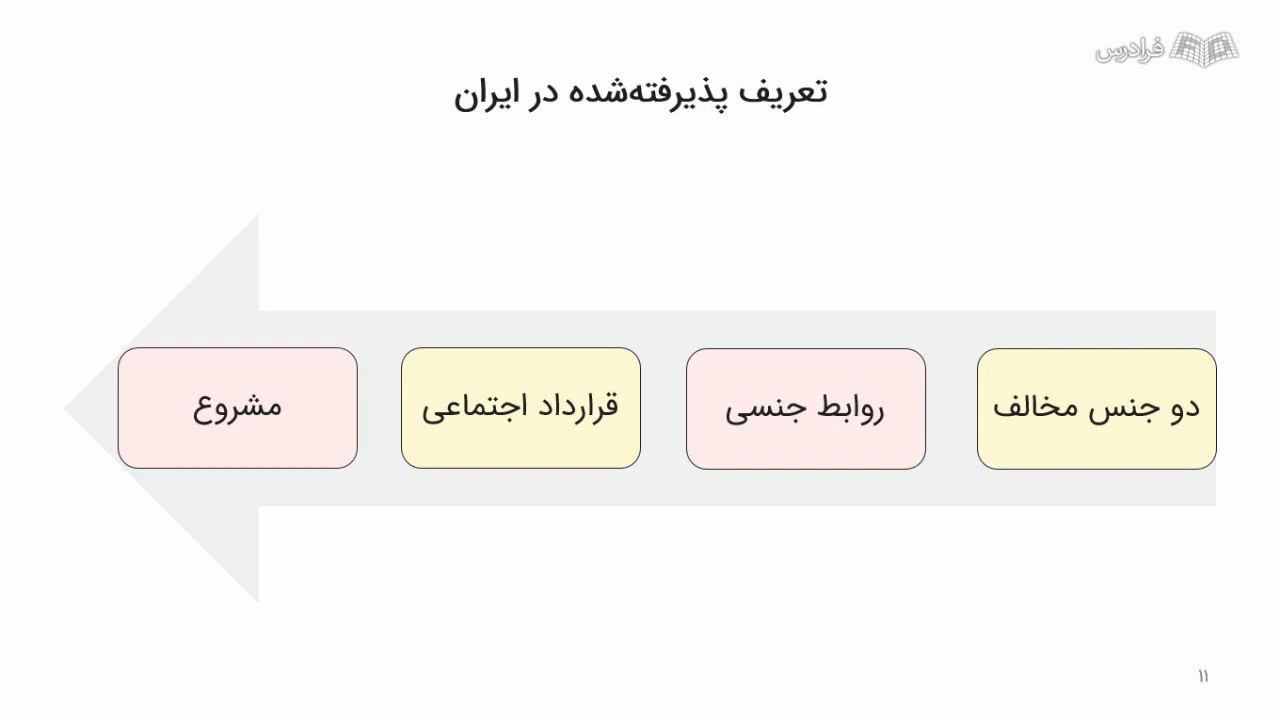 فرادرس
تعریف پذیرفته‌شده در ایران
دو جنس مخالف
روابط جنسی
قرارداد اجتماعی
مشروع
۱۱